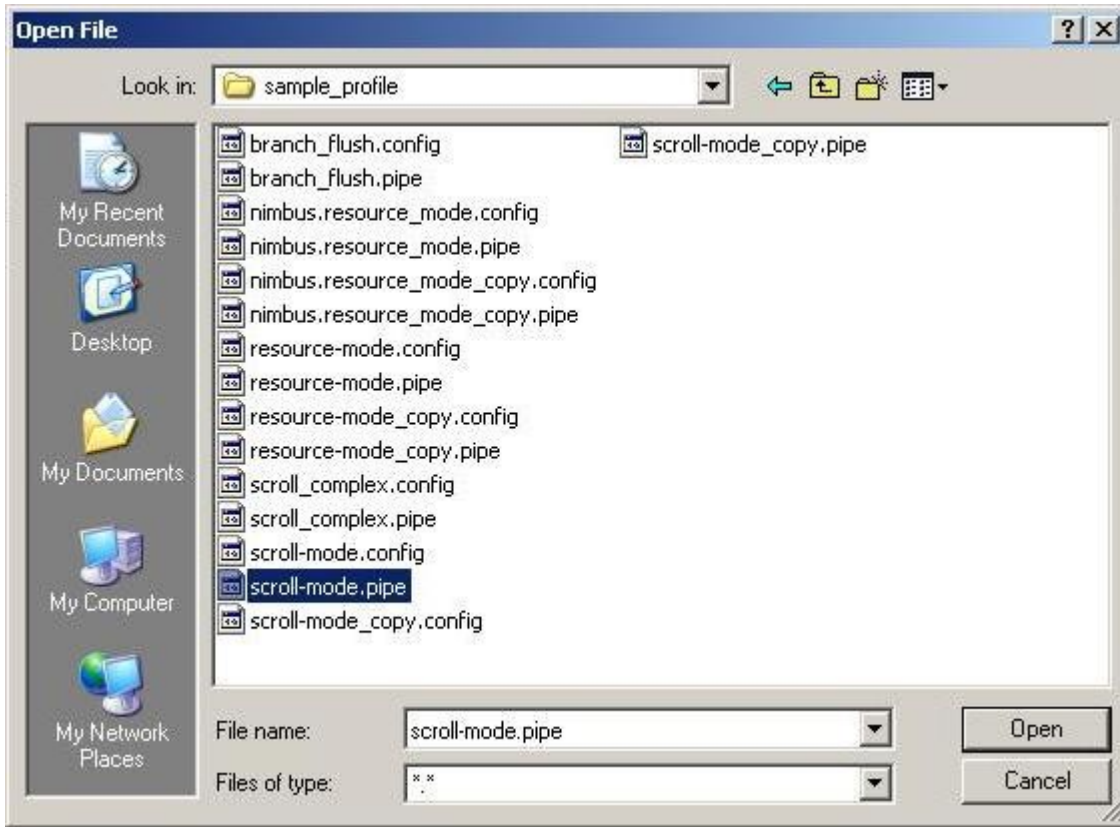 Open File
Look in: sample_profile
My Recent
Documents
Desktop
My Documents
My Computer
My Network
Places
branch_flush.config
branch_flush.pipe
nimbus.resource_mode.config
nimbus.resource_mode.pipe
nimbus.resource_mode_copy.config
nimbus.resource_mode_copy.pipe
resource-mode.config
resource-mode.pipe
resource-mode_copy.config
resource-mode_copy.pipe
scroll_complex.config
scroll_complex.pipe
scroll-mode.config
scroll-mode.pipe
scroll-mode_copy.config
scroll-mode_copy.pipe
File name: scroll-mode.pipe
Open
Files of type: *.*
Cancel